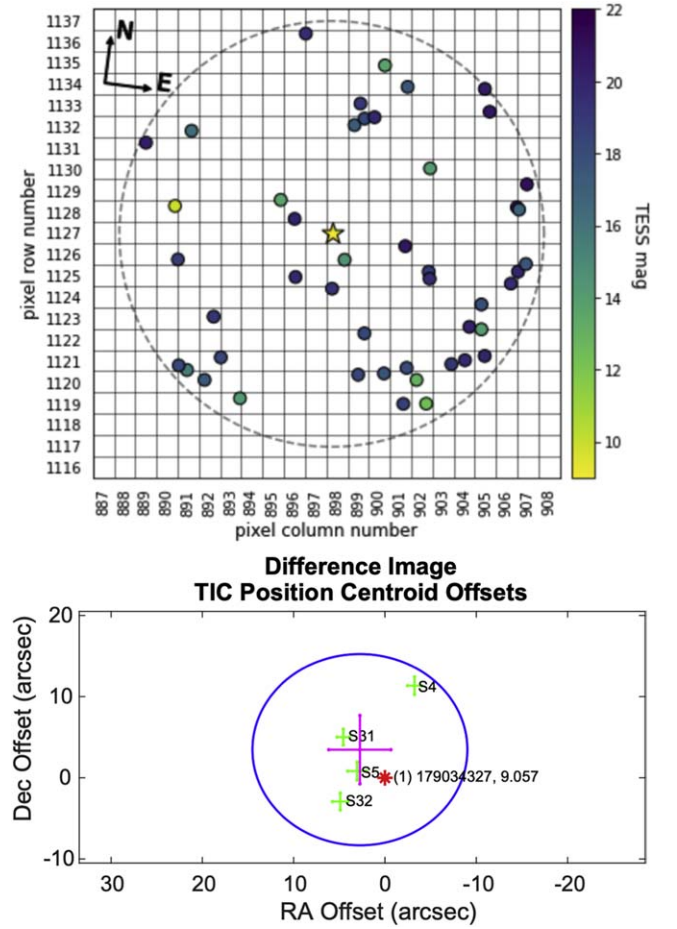 1137
1136
1135
1134
1133
1132
1130
1129
1128
1127
1126
1125
1124
1123
1121
1120
1119
1118
1117
1116
pixel row number
N
E
887 888 889 890 891 892 893 894 895 896 897 898 899 900 901 902 903 904 905 906 907 908
pixel column number
22
20
18
16
14
12
10
TESS mag
Difference Image
TIC Position Centroid Offsets
20
10
0
-10
Dec Offset (arcsec)
S4
S31
S5
(1) 179034327, 9.057
S32
30 20 10 0 -10 -20
RA Offset (arcsec)